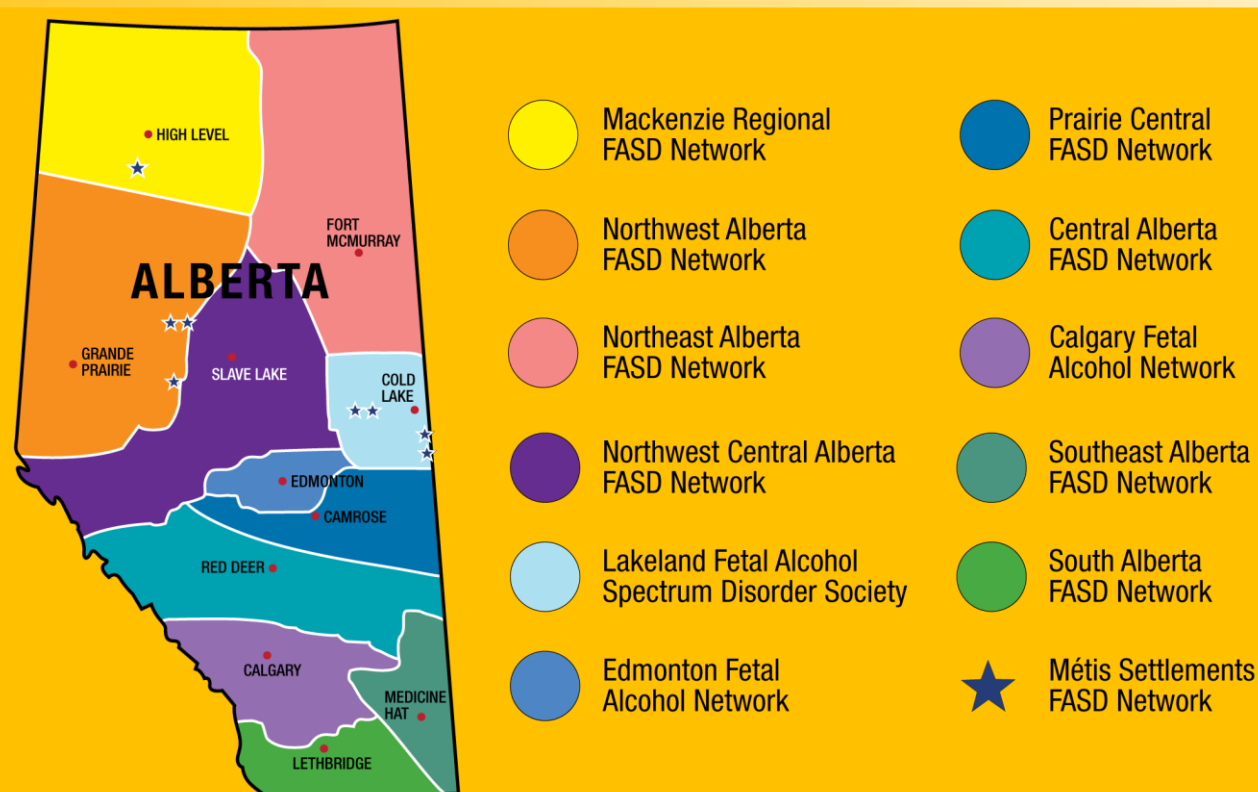 HIGH LEVEL
FORT
MCMURRAY
ALBERTA
GRANDE
PRAIRIE
SLAVE LAKE
COLD
LAKE
EDMONTON
CAMROSE
RED DEER
CALGARY
MEDICINE
HAT
LETHBRIDGE
Mackenzie Regional
FASD Network
Northwest Alberta
FASD Network
Northeast Alberta
FASD Network
Northwest Central Alberta
FASD Network
Lakeland Fetal Alcohol
Spectrum Disorder Society
Edmonton Fetal
Alcohol Network
Prairie Central
FASD Network
Central Alberta
FASD Network
Calgary Fetal
Alcohol Network
Southeast Alberta
FASD Network
South Alberta
FASD Network
Métis Settlements
FASD Network